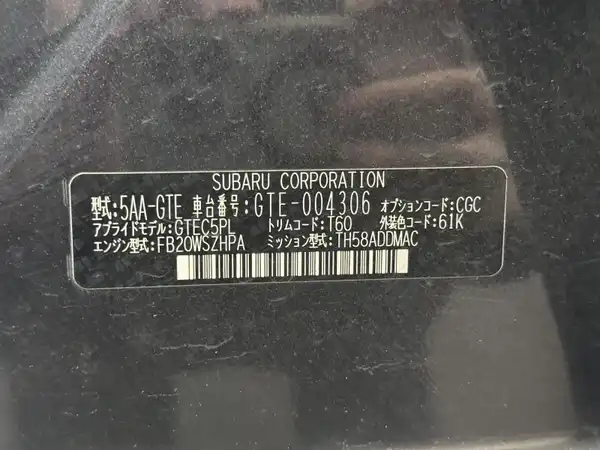 SUBARU CORPORATION
型式:5AA-GTE 車台番号:GTE-004306 オプションコード:CGC
アプライドモデル:GTEC5PL トリムコード:T60 外装色コード:61K
エンジン型式:FB20WSZHPA ミッション型式:TH58ADDMAC